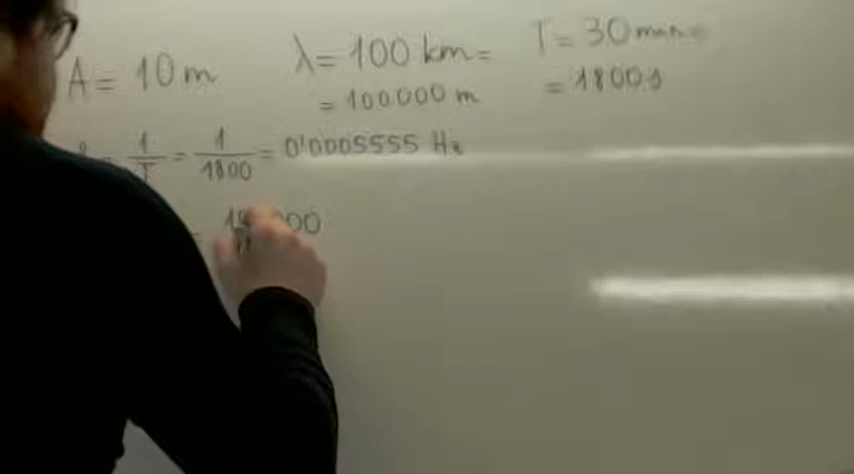 A = 10 m λ = 100 km = T = 30 min =
= 100000 m = 1800 s
= 1/T = 1/1800 = 0'0005555 Hz
=